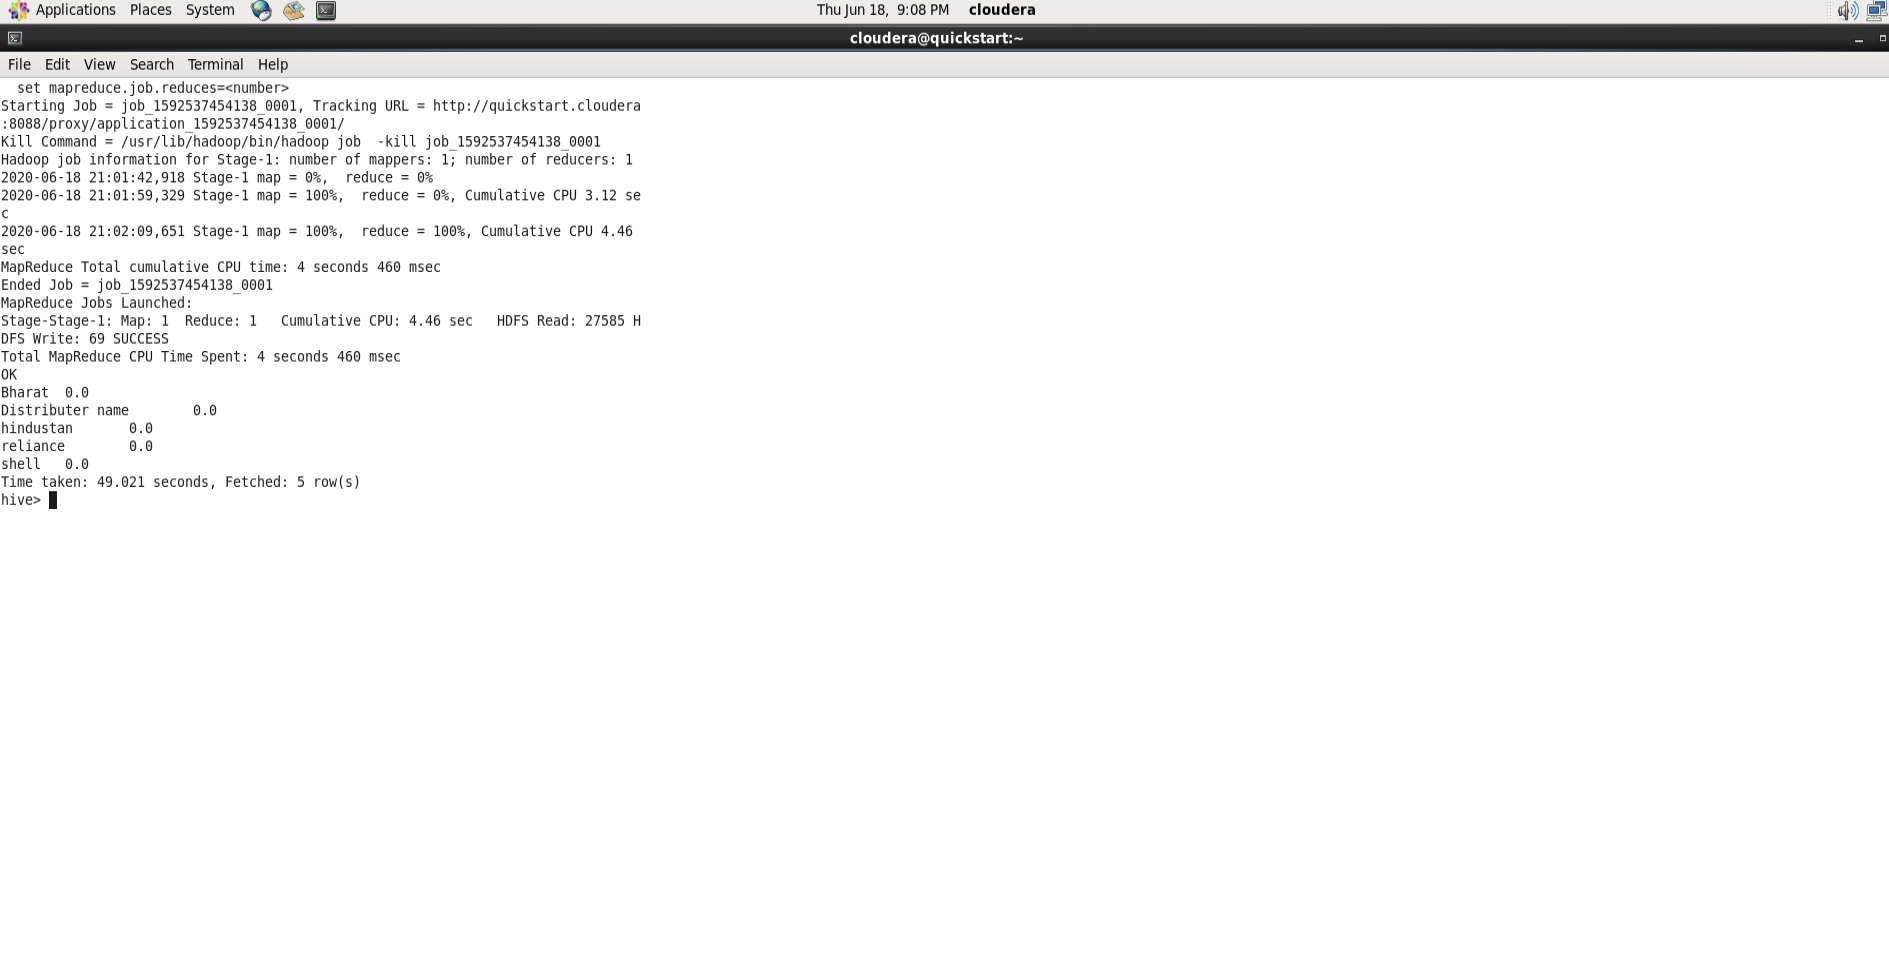 Applications Places System Thu Jun 18, 9:08 PM cloudera
cloudera@quickstart:~
File Edit View Search Terminal Help
  set mapreduce.job.reduces=<number>
Starting Job = job_1592537454138_0001, Tracking URL = http://quickstart.cloudera
:8088/proxy/application_1592537454138_0001/
Kill Command = /usr/lib/hadoop/bin/hadoop job  -kill job_1592537454138_0001
Hadoop job information for Stage-1: number of mappers: 1; number of reducers: 1
2020-06-18 21:01:42,918 Stage-1 map = 0%,  reduce = 0%
2020-06-18 21:01:59,329 Stage-1 map = 100%,  reduce = 0%, Cumulative CPU 3.12 se
c
2020-06-18 21:02:09,651 Stage-1 map = 100%,  reduce = 100%, Cumulative CPU 4.46
sec
MapReduce Total cumulative CPU time: 4 seconds 460 msec
Ended Job = job_1592537454138_0001
MapReduce Jobs Launched:
Stage-Stage-1: Map: 1  Reduce: 1   Cumulative CPU: 4.46 sec   HDFS Read: 27585 H
DFS Write: 69 SUCCESS
Total MapReduce CPU Time Spent: 4 seconds 460 msec
OK
Bharat  0.0
Distributer name        0.0
hindustan       0.0
reliance        0.0
shell   0.0
Time taken: 49.021 seconds, Fetched: 5 row(s)
hive>